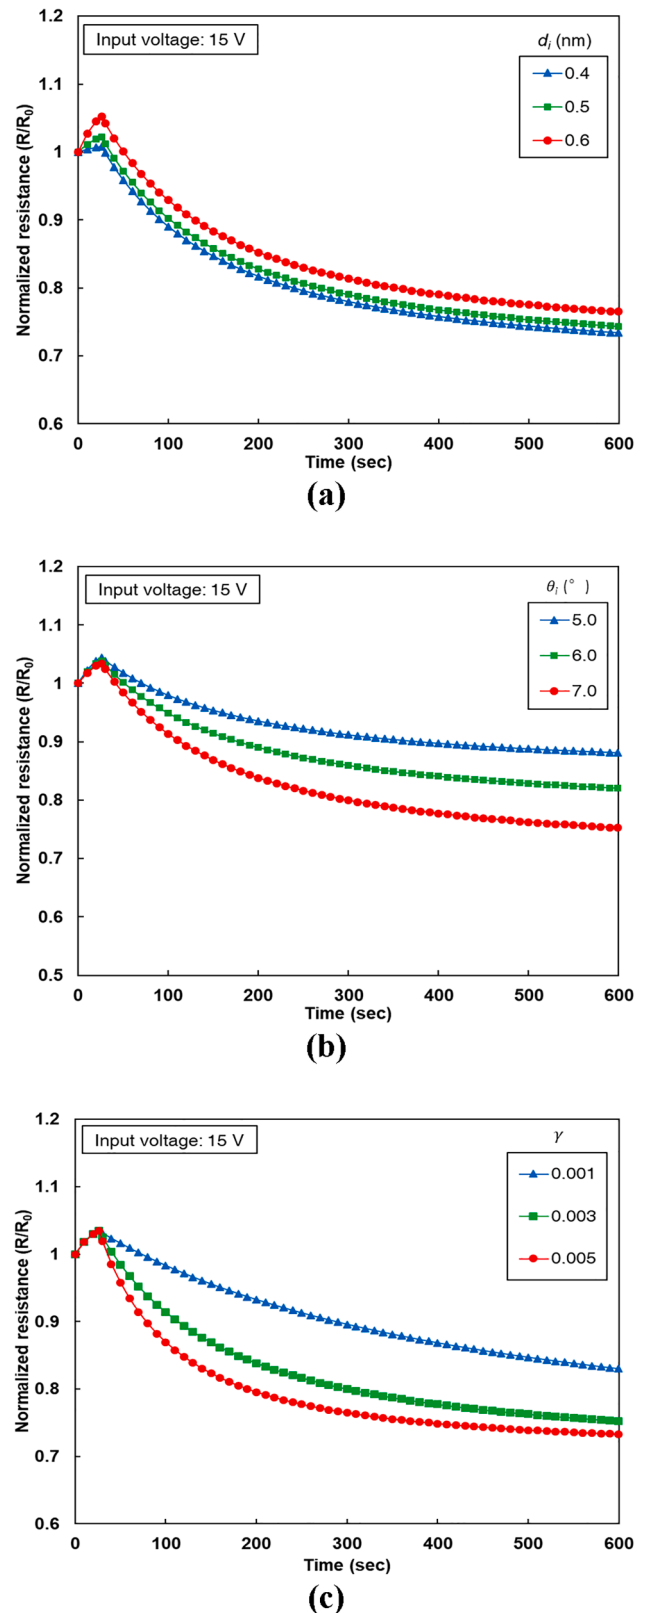 1.2
Input voltage: 15 V
d_i (nm)
0.4
0.5
0.6
1.1
1
0.9
0.8
0.7
0.6
Normalized resistance (R/R₀)
0 100 200 300 400 500 600
Time (sec)
(a)
1.2
Input voltage: 15 V
θ_i (° )
5.0
6.0
7.0
1.1
1
0.9
0.8
0.7
0.6
0.5
Normalized resistance (R/R₀)
0 100 200 300 400 500 600
Time (sec)
(b)
1.2
Input voltage: 15 V
γ
0.001
0.003
0.005
1.1
1
0.9
0.8
0.7
0.6
Normalized resistance (R/R₀)
0 100 200 300 400 500 600
Time (sec)
(c)